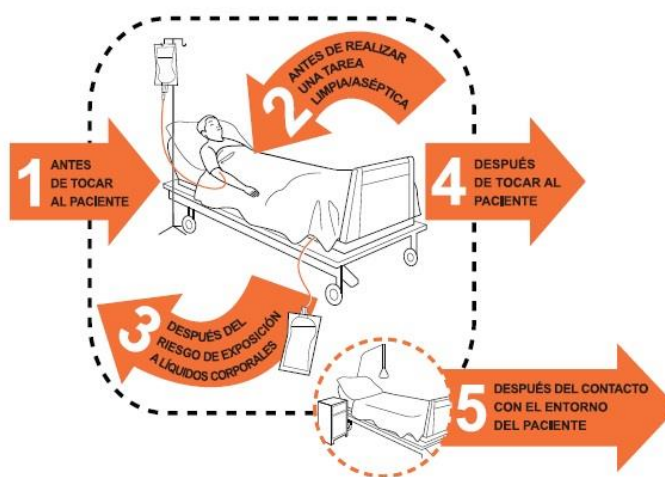 1
ANTES
DE TOCAR
AL PACIENTE
2
ANTES DE REALIZAR
UNA TAREA
LIMPIA/ASÉPTICA
3
DESPUÉS DEL
RIESGO DE EXPOSICIÓN
A LÍQUIDOS CORPORALES
4
DESPUÉS
DE TOCAR AL
PACIENTE
5
DESPUÉS DEL CONTACTO
CON EL ENTORNO
DEL PACIENTE